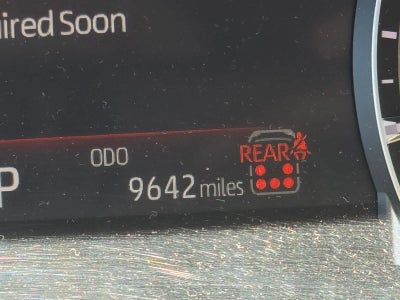 ired Soon
ODO
REAR
P
9642 miles